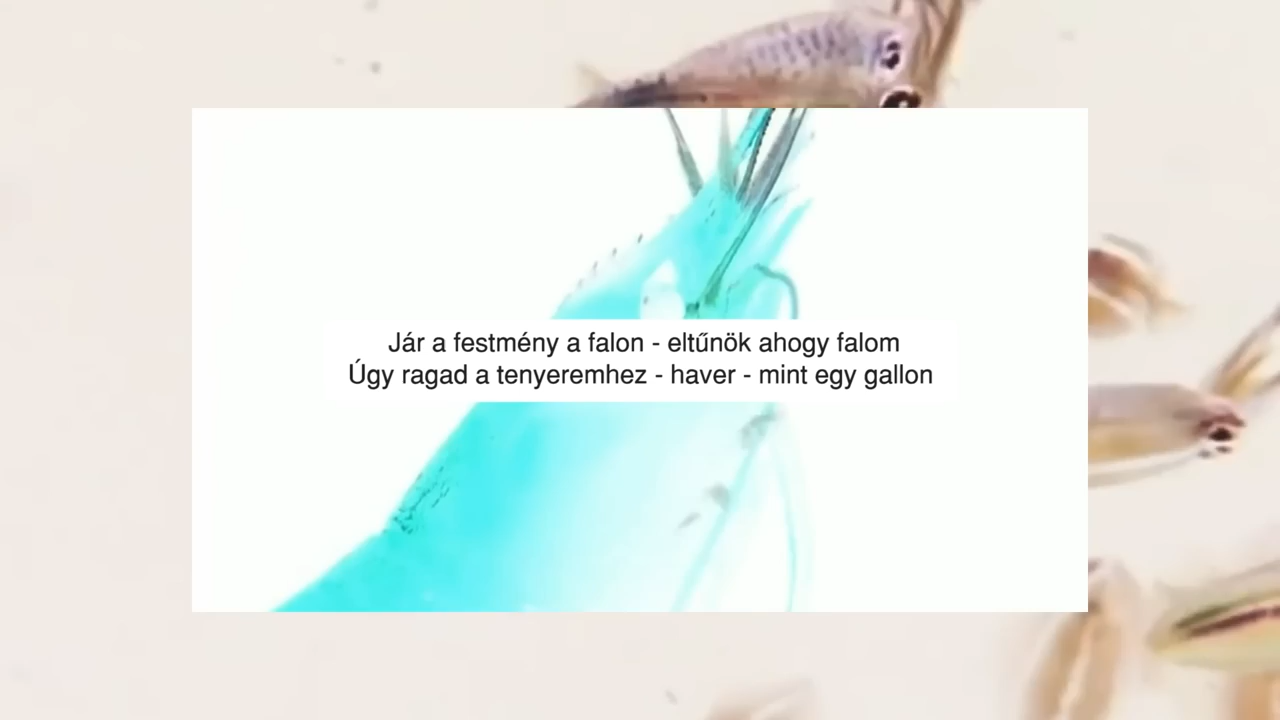 Jár a festmény a falon - eltűnök ahogy falom
Úgy ragad a tenyeremhez - haver - mint egy gallon